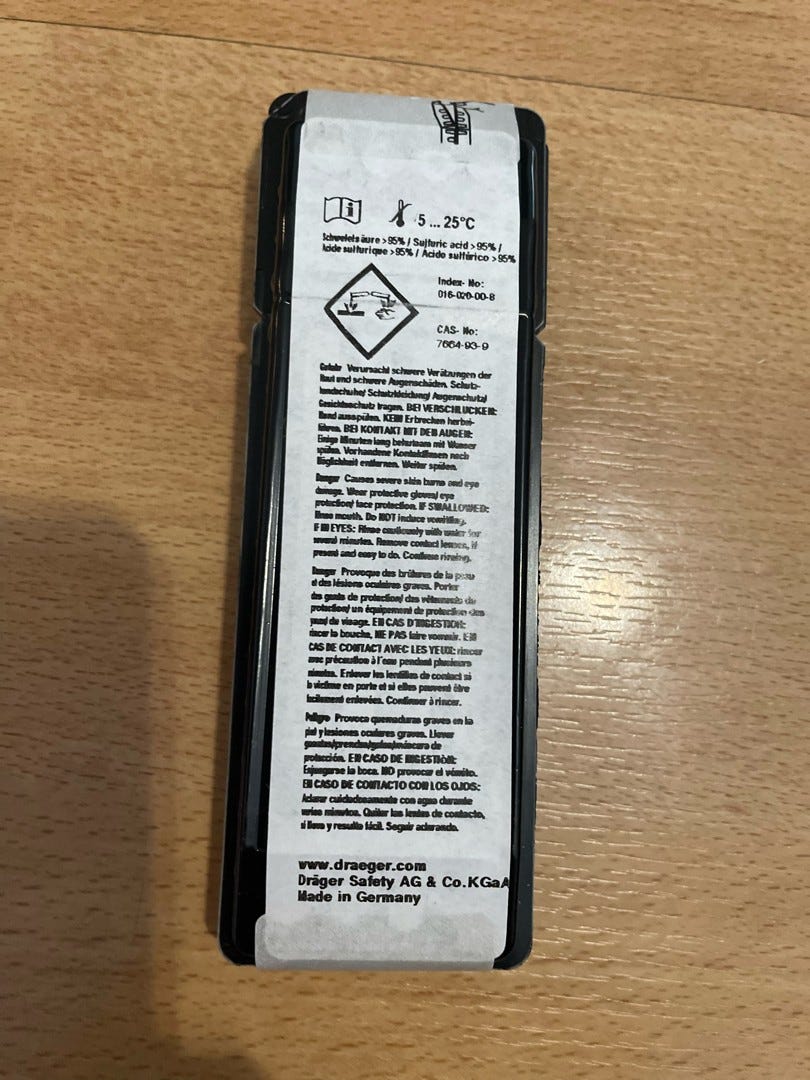 5 ... 25°C
Schwefelsäure >95% / Sulfuric acid >95% /
Acide sulfurique >95% / Ácido sulfúrico >95%
Index- No:
016-020-00-8
CAS- No:
7664-93-9
Gefahr Verursacht schwere Verätzungen der
Haut und schwere Augenschäden. Schutz-
handschuhe/ Schutzkleidung/ Augenschutz/
Gesichtsschutz tragen. BEI VERSCHLUCKEN:
Mund ausspülen. KEIN Erbrechen herbei-
führen. BEI KONTAKT MIT DEN AUGEN:
Einige Minuten lang behutsam mit Wasser
spülen. Vorhandene Kontaktlinsen nach
Möglichkeit entfernen. Weiter spülen.
Danger Causes severe skin burns and eye
damage. Wear protective gloves/ eye
protection/ face protection. IF SWALLOWED:
Rinse mouth. Do NOT induce vomiting.
IF IN EYES: Rinse cautiously with water for
several minutes. Remove contact lenses, if
present and easy to do. Continue rinsing.
Danger Provoque des brûlures de la peau
et des lésions oculaires graves. Porter
des gants de protection/ des vêtements de
protection/ un équipement de protection des
yeux/ de visage. EN CAS D'INGESTION:
rincer la bouche, NE PAS faire vomir. EN
CAS DE CONTACT AVEC LES YEUX: rincer
avec précaution à l'eau pendant plusieurs
minutes. Enlever les lentilles de contact si
la victime en porte et si elles peuvent être
facilement enlevées. Continuer à rincer.
Peligro Provoca quemaduras graves en la
piel y lesiones oculares graves. Llevar
guantes/prendas/gafas/máscara de
protección. EN CASO DE INGESTIÓN:
Enjuagarse la boca. NO provocar el vómito.
EN CASO DE CONTACTO CON LOS OJOS:
Aclarar cuidadosamente con agua durante
varios minutos. Quitar las lentes de contacto,
si lleva y resulta fácil. Seguir aclarando.
www.draeger.com
Dräger Safety AG & Co.KGaA
Made in Germany